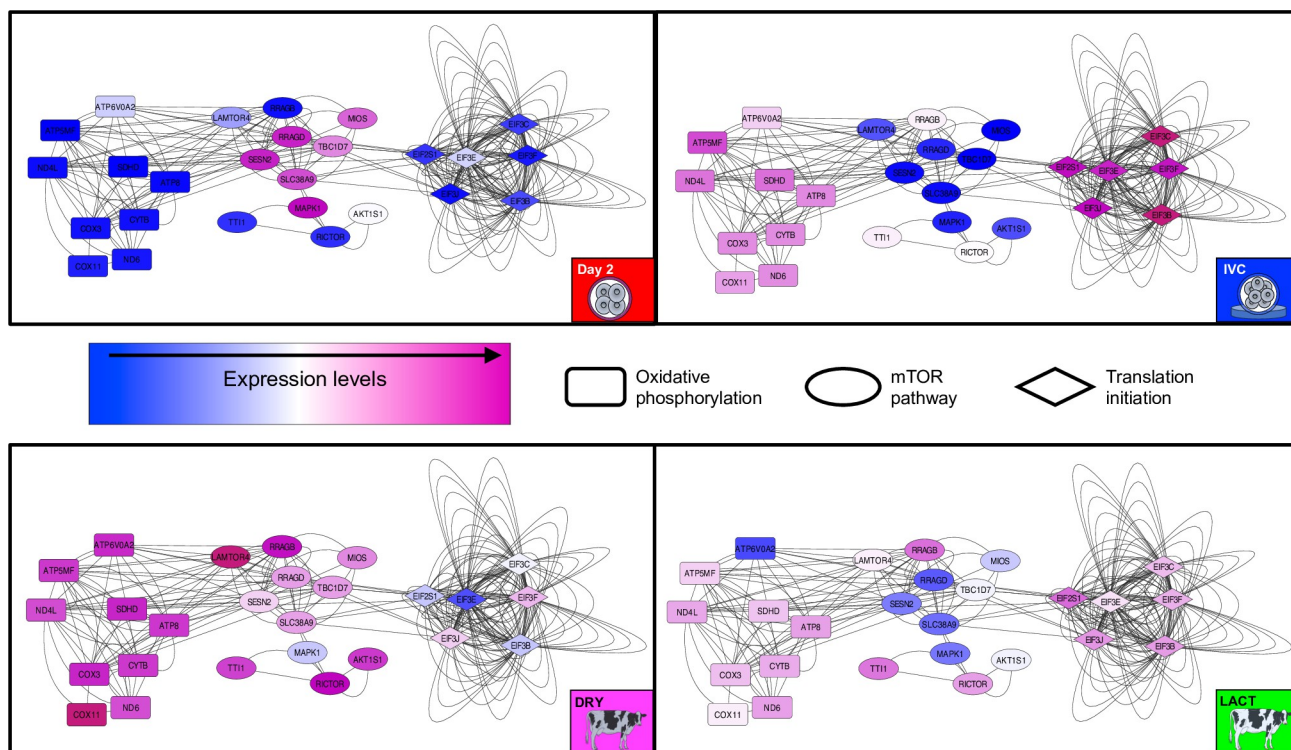 ATP6V0A2
LAMTOR4
RRAGB
MIOS
ATP5MF
RRAGD
TBC1D7
EIF3C
ND4L
SDHD
ATP8
SESN2
SLC38A9
EIF2S1
EIF3E
EIF3F
EIF3J
EIF3B
COX3
CYTB
TTI1
MAPK1
AKT1S1
RICTOR
COX11
ND6
Day 2
ATP6V0A2
LAMTOR4
RRAGB
MIOS
ATP5MF
RRAGD
TBC1D7
EIF3C
ND4L
SDHD
ATP8
SESN2
SLC38A9
EIF2S1
EIF3E
EIF3F
EIF3J
EIF3B
COX3
CYTB
TTI1
MAPK1
AKT1S1
RICTOR
COX11
ND6
IVC
Expression levels
Oxidative
phosphorylation
mTOR
pathway
Translation
initiation
ATP6V0A2
LAMTOR4
RRAGB
MIOS
ATP5MF
RRAGD
TBC1D7
EIF3C
ND4L
SDHD
ATP8
SESN2
SLC38A9
EIF2S1
EIF3E
EIF3F
EIF3J
EIF3B
COX3
CYTB
TTI1
MAPK1
AKT1S1
RICTOR
COX11
ND6
DRY
ATP6V0A2
LAMTOR4
RRAGB
MIOS
ATP5MF
RRAGD
TBC1D7
EIF3C
ND4L
SDHD
ATP8
SESN2
SLC38A9
EIF2S1
EIF3E
EIF3F
EIF3J
EIF3B
COX3
CYTB
TTI1
MAPK1
AKT1S1
RICTOR
COX11
ND6
LACT